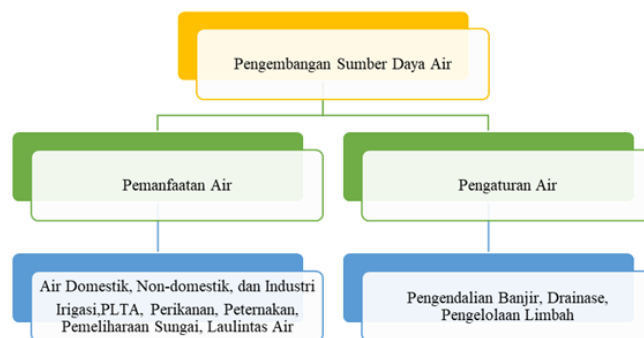 Pengembangan Sumber Daya Air
Pemanfaatan Air
Pengaturan Air
Air Domestik, Non-domestik, dan Industri
Irigasi,PLTA, Perikanan, Peternakan,
Pemeliharaan Sungai, Laulintas Air
Pengendalian Banjir, Drainase,
Pengelolaan Limbah